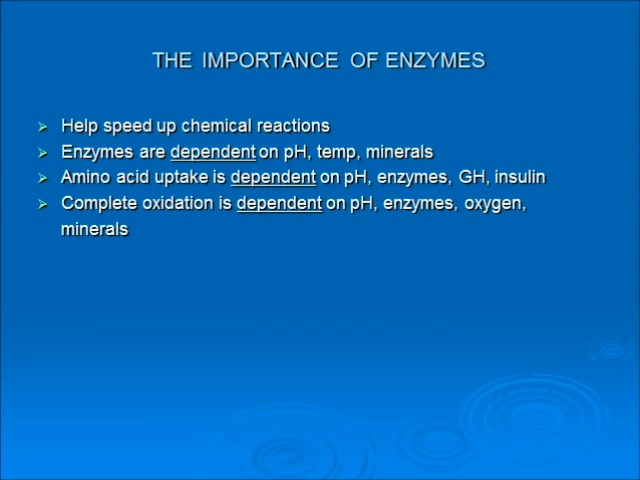 THE IMPORTANCE OF ENZYMES
Help speed up chemical reactions
Enzymes are dependent on pH, temp, minerals
Amino acid uptake is dependent on pH, enzymes, GH, insulin
Complete oxidation is dependent on pH, enzymes, oxygen,
minerals